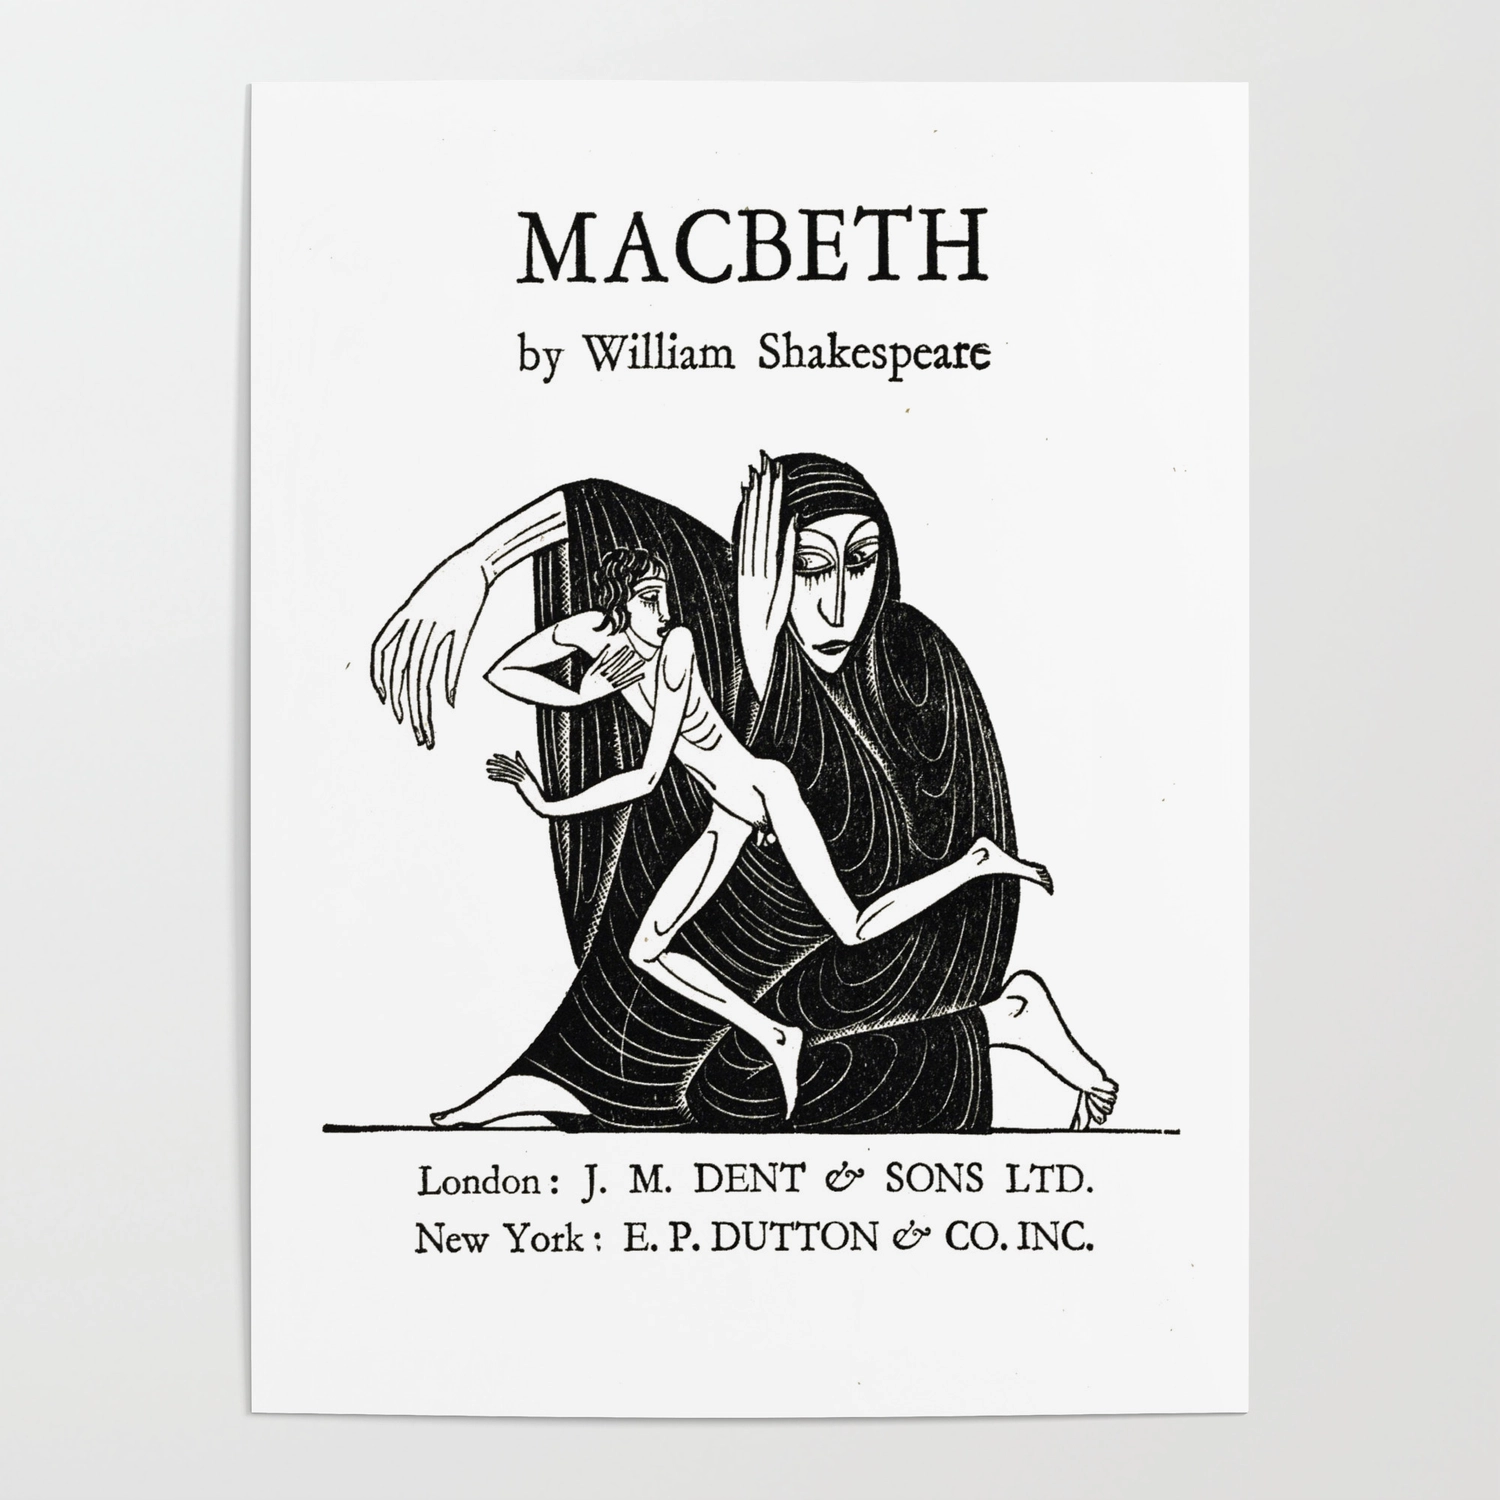 MACBETH
by William Shakespeare
London: J. M. DENT & SONS LTD.
New York: E. P. DUTTON & CO. INC.